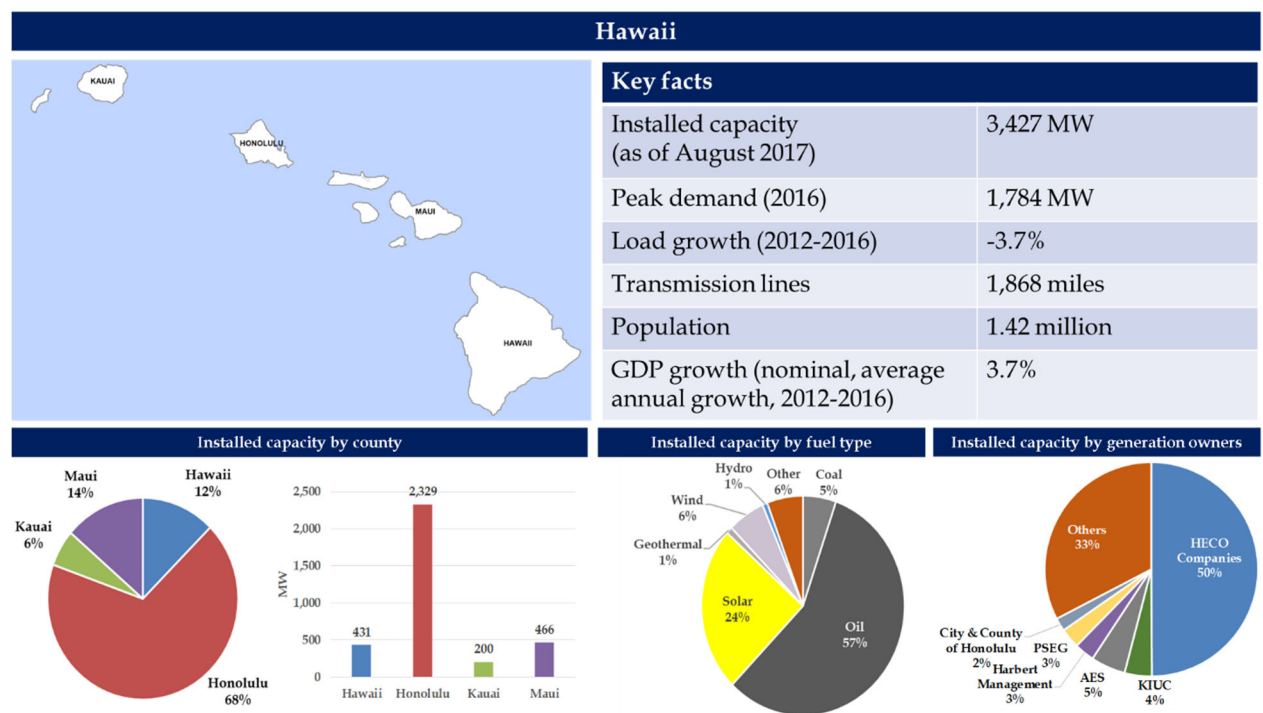 Hawaii
KAUAI
HONOLULU
MAUI
HAWAII
Key facts
Installed capacity
(as of August 2017)
3,427 MW
Peak demand (2016)
1,784 MW
Load growth (2012-2016)
-3.7%
Transmission lines
1,868 miles
Population
1.42 million
GDP growth (nominal, average
annual growth, 2012-2016)
3.7%
Installed capacity by county
Maui
14%
Hawaii
12%
Kauai
6%
Honolulu
68%
MW
2,500
2,000
1,500
1,000
500
0
431
2,329
200
466
Hawaii
Honolulu
Kauai
Maui
Installed capacity by fuel type
Hydro
1%
Other
6%
Coal
5%
Wind
6%
Geothermal
1%
Solar
24%
Oil
57%
Installed capacity by generation owners
Others
33%
HECO
Companies
50%
City & County
of Honolulu
2%
PSEG
3%
Harbert
Management
3%
AES
5%
KIUC
4%